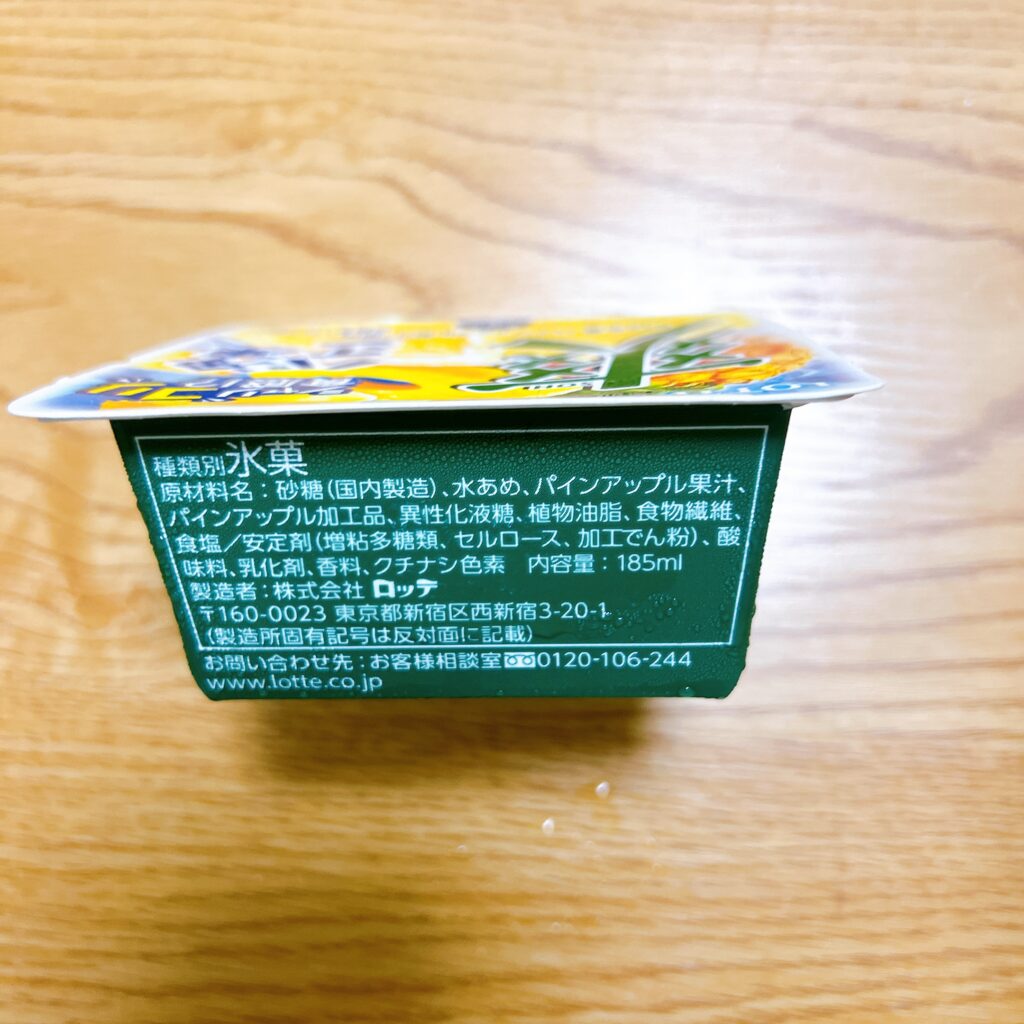 種類別氷菓
原材料名：砂糖（国内製造）、水あめ、パインアップル果汁、
パインアップル加工品、異性化液糖、植物油脂、食物繊維、
食塩／安定剤（増粘多糖類、セルロース、加工でん粉）、酸
味料、乳化剤、香料、クチナシ色素　内容量：185ml
製造者：株式会社 ロッテ
〒160-0023 東京都新宿区西新宿3-20-1
（製造所固有記号は反対面に記載）
お問い合わせ先：お客様相談室0120-106-244
www.lotte.co.jp